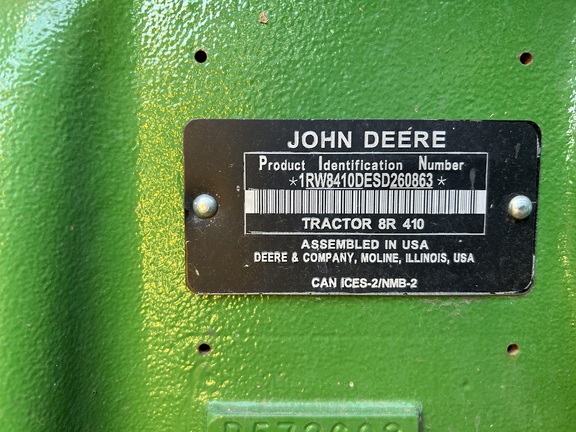 JOHN DEERE
Product Identification Number
*1RW8410DESD260863*
TRACTOR 8R 410
ASSEMBLED IN USA
DEERE & COMPANY, MOLINE, ILLINOIS, USA
CAN ICES-2/NMB-2